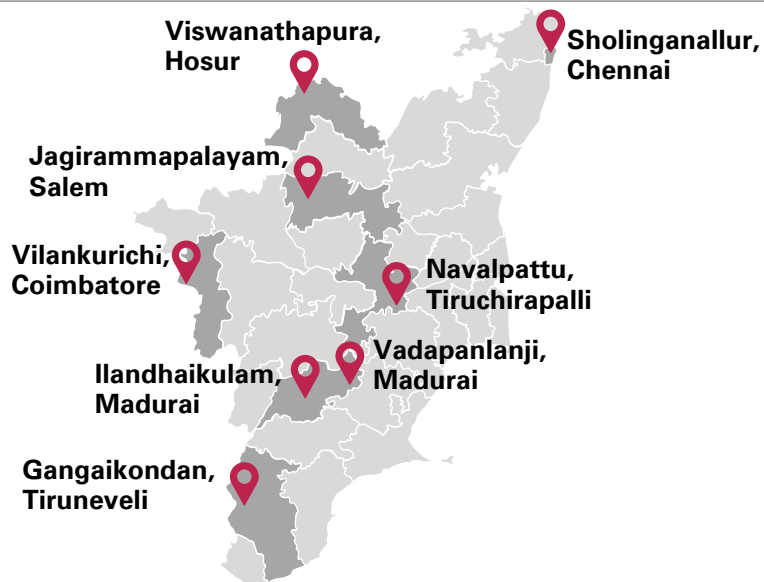 Viswanathapura,
Hosur
Sholinganallur,
Chennai
Jagirammapalayam,
Salem
Vilankurichi,
Coimbatore
Navalpattu,
Tiruchirapalli
Vadapanlanji,
Madurai
Ilandhaikulam,
Madurai
Gangaikondan,
Tiruneveli